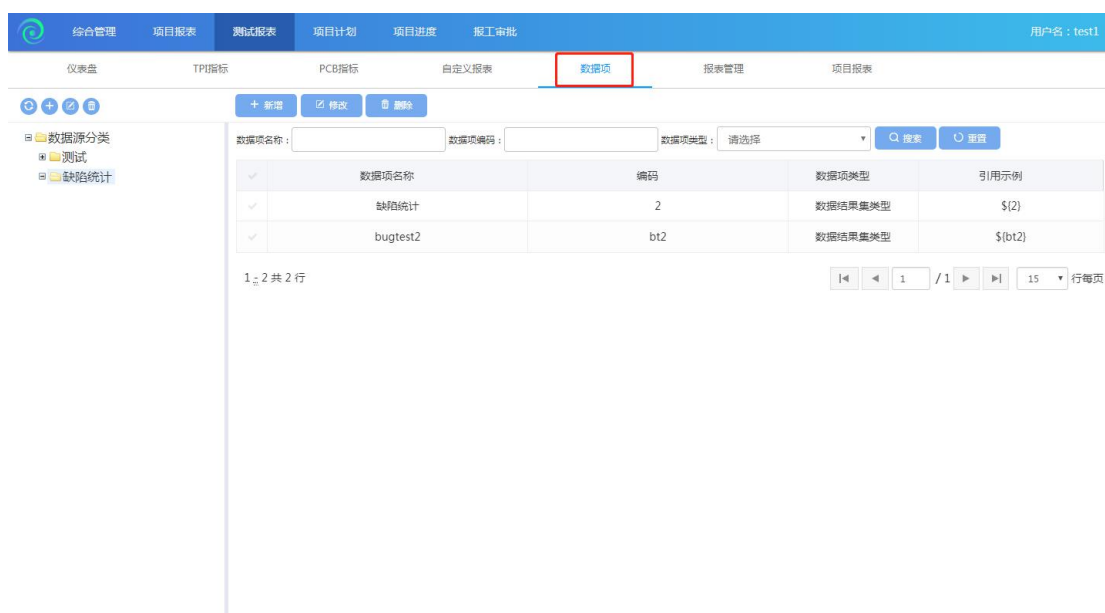 综合管理 项目报表 测试报表 项目计划 项目进度 报工审批 用户名：test1
仪表盘 TPI指标 PCB指标 自定义报表 数据项 报表管理 项目报表
新增 修改 删除
数据源分类
测试
缺陷统计
数据项名称： 数据项编码： 数据项类型： 请选择 搜索 重置
数据项名称 编码 数据项类型 引用示例
缺陷统计 2 数据结果集类型 ${2}
bugtest2 bt2 数据结果集类型 ${bt2}
1 - 2 共 2 行 1 / 1 15 行每页